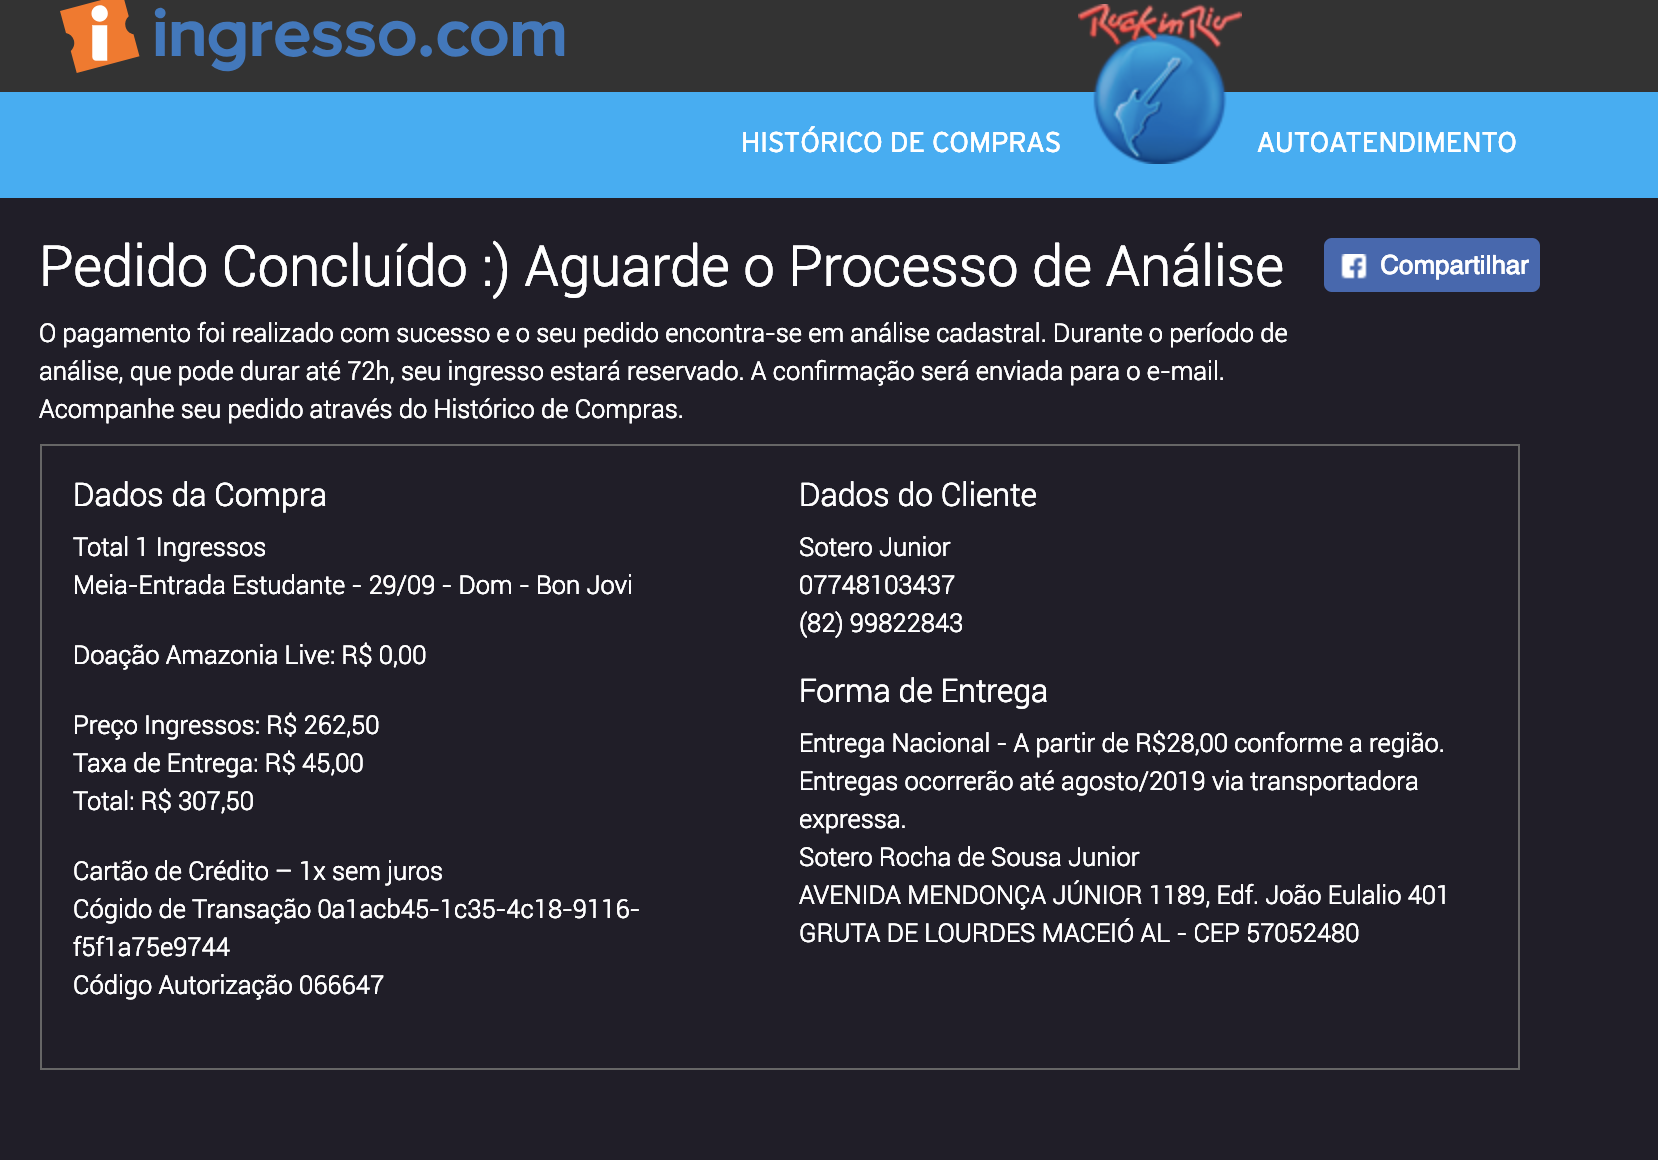 ingresso.com
Rock in Rio
HISTÓRICO DE COMPRAS
AUTOATENDIMENTO
Pedido Concluído :) Aguarde o Processo de Análise
Compartilhar
O pagamento foi realizado com sucesso e o seu pedido encontra-se em análise cadastral. Durante o período de
análise, que pode durar até 72h, seu ingresso estará reservado. A confirmação será enviada para o e-mail.
Acompanhe seu pedido através do Histórico de Compras.
Dados da Compra
Total 1 Ingressos
Meia-Entrada Estudante - 29/09 - Dom - Bon Jovi
Doação Amazonia Live: R$ 0,00
Preço Ingressos: R$ 262,50
Taxa de Entrega: R$ 45,00
Total: R$ 307,50
Cartão de Crédito – 1x sem juros
Cógido de Transação 0a1acb45-1c35-4c18-9116-
f5f1a75e9744
Código Autorização 066647
Dados do Cliente
Sotero Junior
07748103437
(82) 99822843
Forma de Entrega
Entrega Nacional - A partir de R$28,00 conforme a região.
Entregas ocorrerão até agosto/2019 via transportadora
expressa.
Sotero Rocha de Sousa Junior
AVENIDA MENDONÇA JÚNIOR 1189, Edf. João Eulalio 401
GRUTA DE LOURDES MACEIÓ AL - CEP 57052480